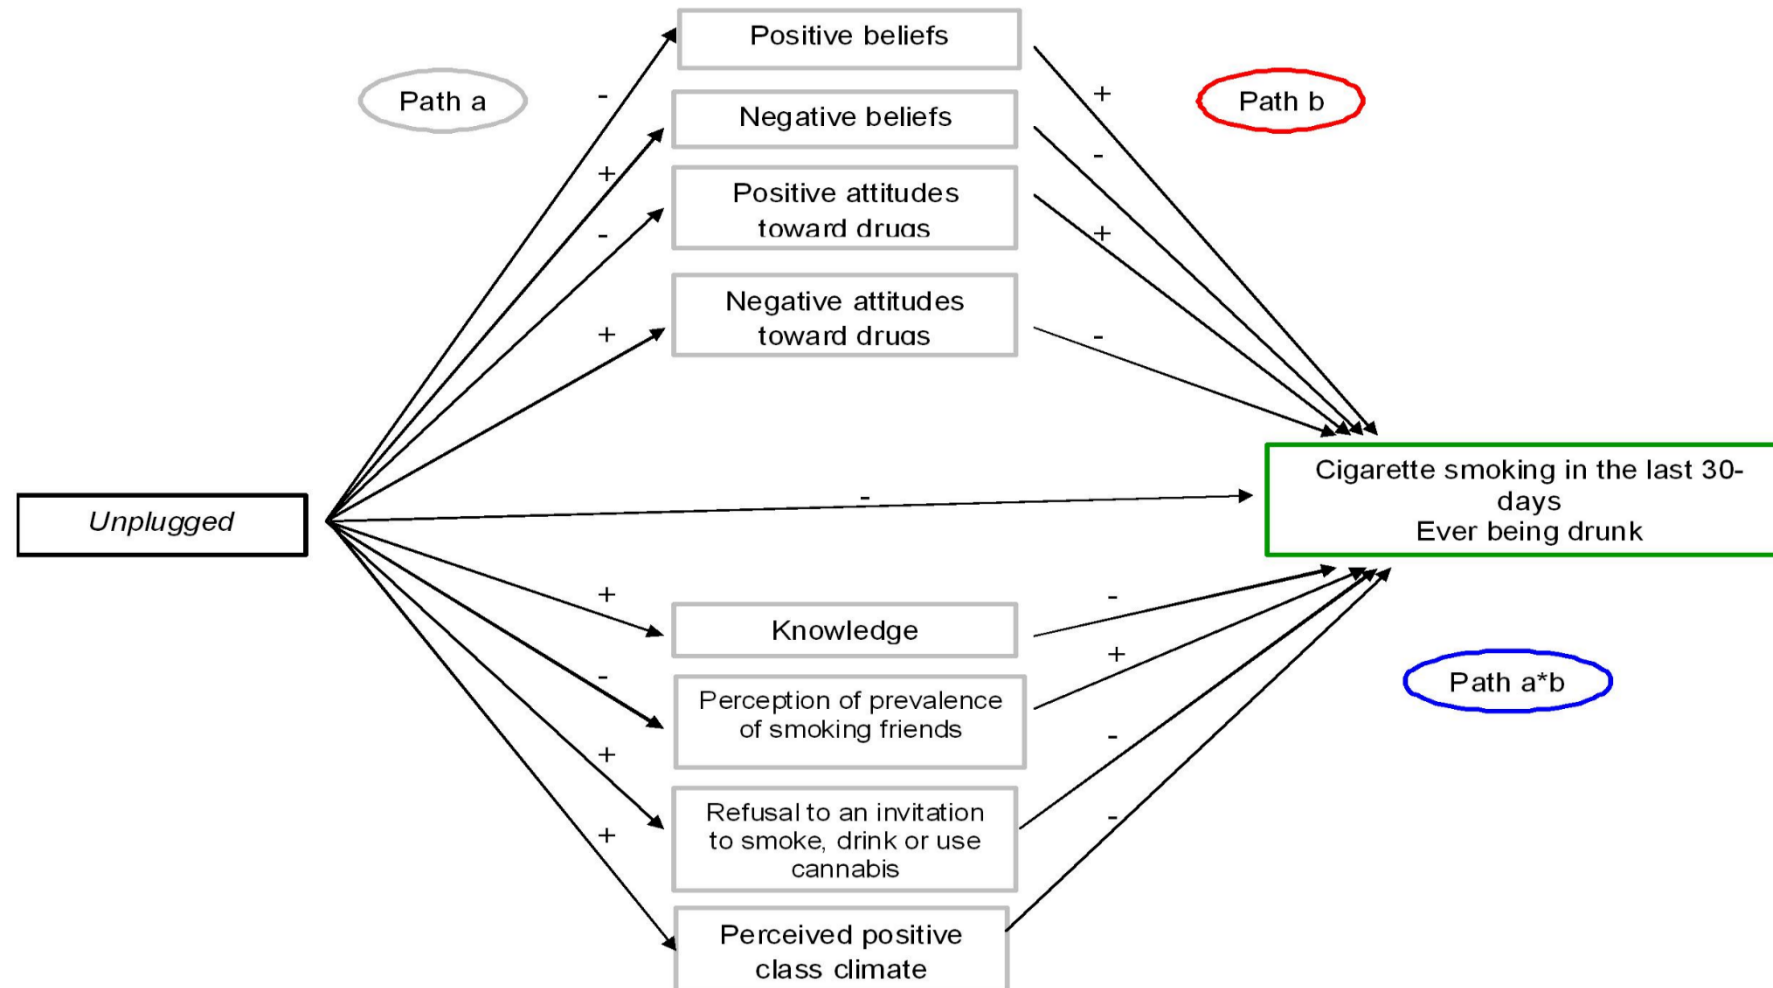 Positive beliefs
Path a
Path b
-
+
Negative beliefs
-
+
Positive attitudes
toward drugs
-
+
Negative attitudes
toward drugs
+
-
Cigarette smoking in the last 30-
days
Ever being drunk
-
Unplugged
+
-
Knowledge
+
-
Perception of prevalence
of smoking friends
Path a*b
+
-
Refusal to an invitation
to smoke, drink or use
cannabis
+
-
Perceived positive
class climate